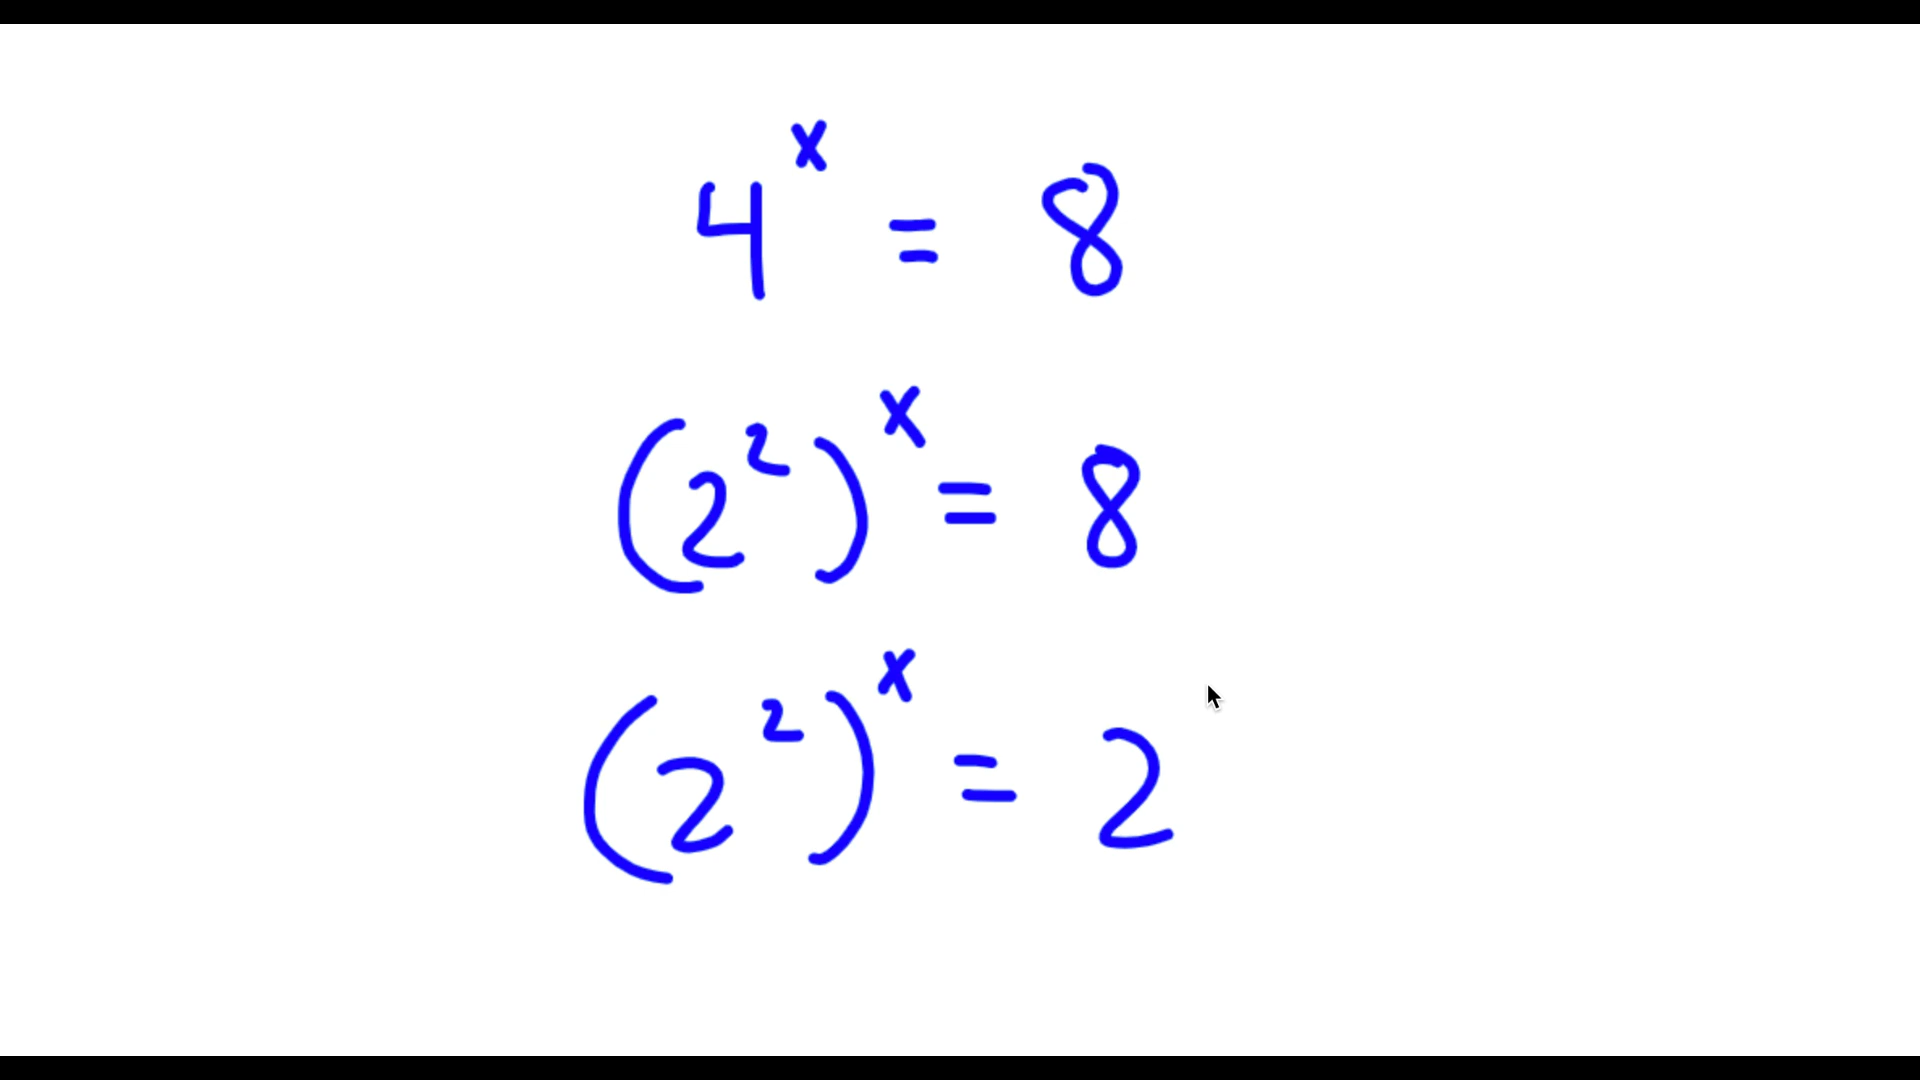 4^x = 8
(2^2)^x = 8
(2^2)^x = 2